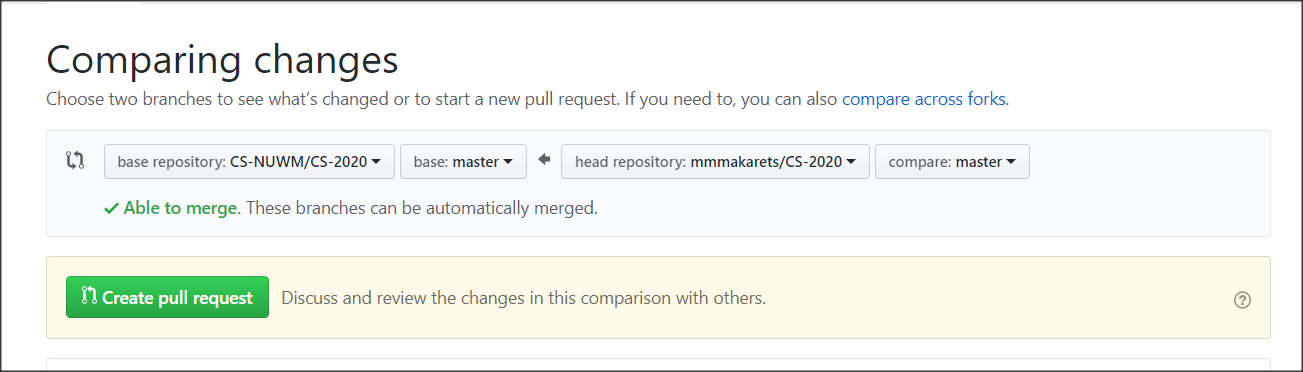 Comparing changes
Choose two branches to see what’s changed or to start a new pull request. If you need to, you can also compare across forks.
base repository: CS-NUWM/CS-2020 base: master head repository: mmmakarets/CS-2020 compare: master
Able to merge. These branches can be automatically merged.
Create pull request Discuss and review the changes in this comparison with others.